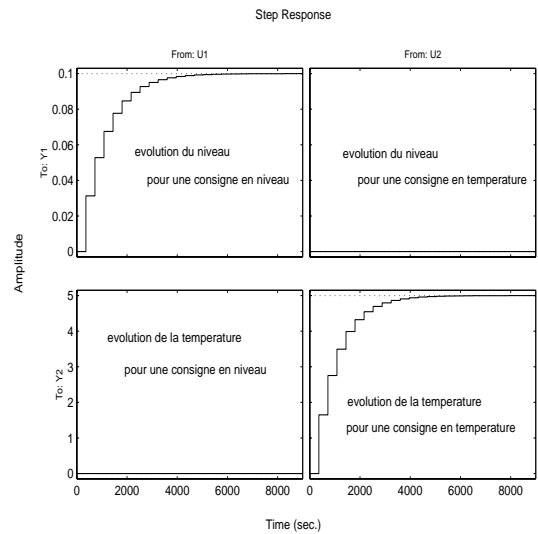 Step Response
From: U1
From: U2
0.1
0.08
0.06
0.04
0.02
0
To: Y1
evolution du niveau
pour une consigne en niveau
evolution du niveau
pour une consigne en temperature
Amplitude
5
4
3
2
1
0
To: Y2
evolution de la temperature
pour une consigne en niveau
evolution de la temperature
pour une consigne en temperature
0 2000 4000 6000 8000
0 2000 4000 6000 8000
Time (sec.)